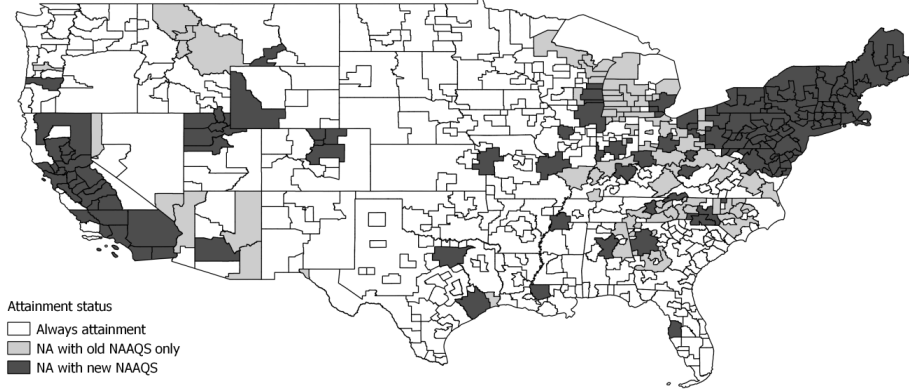 Attainment status
Always attainment
NA with old NAAQS only
NA with new NAAQS